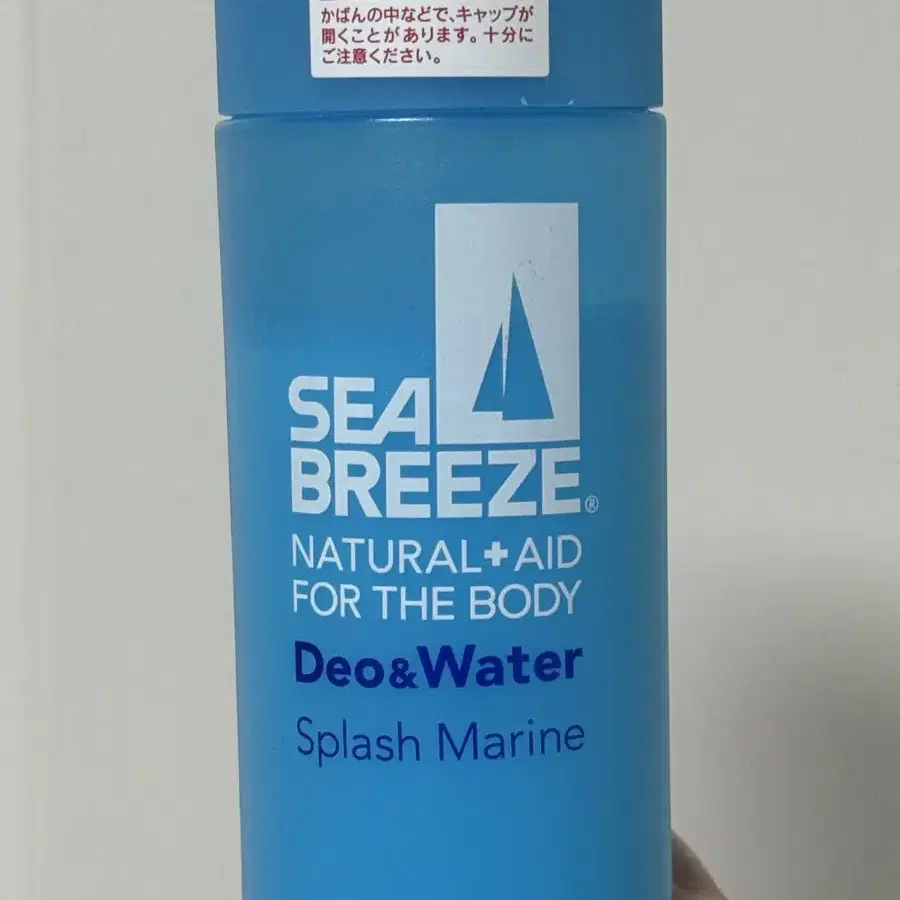 かばんの中などで、キャップが
開くことがあります。十分に
ご注意ください。
SEA
BREEZE®
NATURAL+AID
FOR THE BODY
Deo&Water
Splash Marine